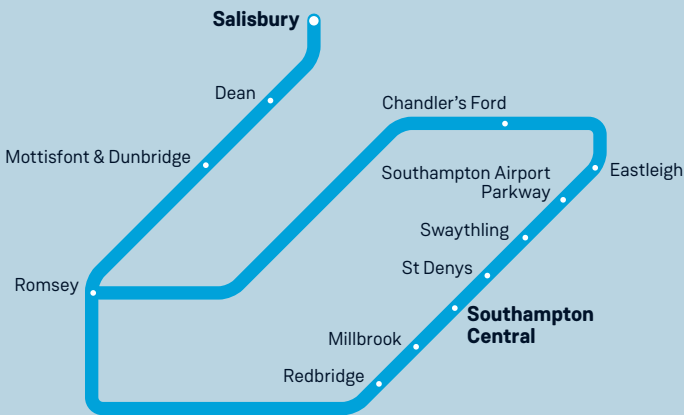 Salisbury
Dean
Chandler's Ford
Mottisfont & Dunbridge
Southampton Airport
Parkway
Eastleigh
Swaythling
St Denys
Romsey
Southampton
Central
Millbrook
Redbridge